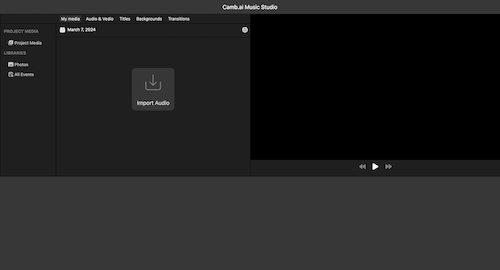 Camb.ai Music Studio
My media Audio & Vedio Titles Backgrounds Transitions
PROJECT MEDIA
Project Media
LIBRARIES
Photos
All Events
March 7, 2024
Import Audio